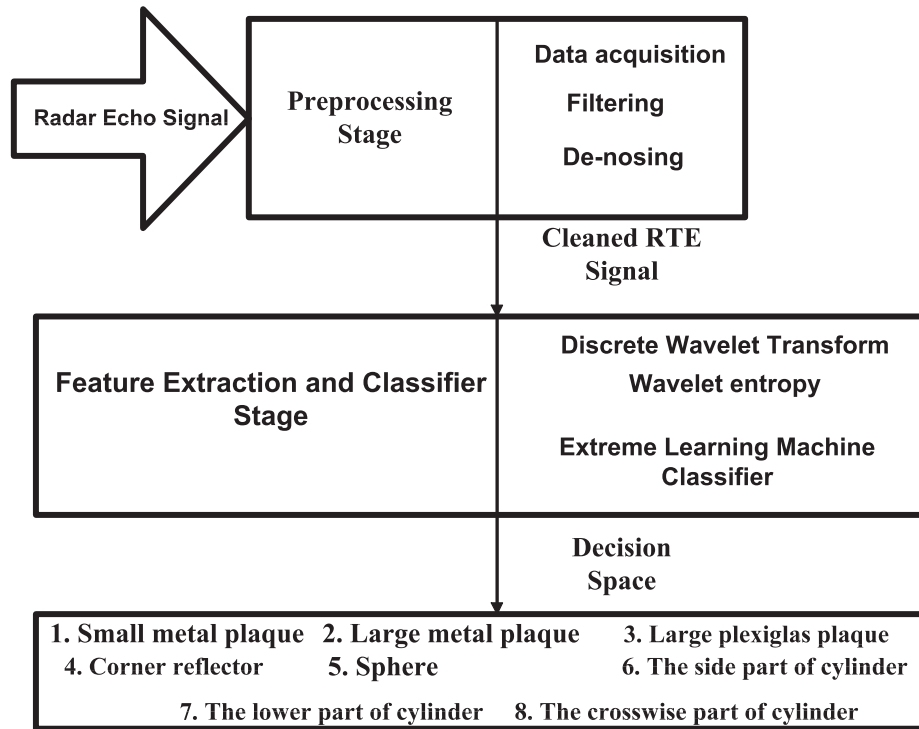 Radar Echo Signal
Preprocessing
Stage
Data acquisition
Filtering
De-nosing
Cleaned RTE
Signal
Feature Extraction and Classifier
Stage
Discrete Wavelet Transform
Wavelet entropy
Extreme Learning Machine
Classifier
Decision
Space
1. Small metal plaque 2. Large metal plaque 3. Large plexiglas plaque
4. Corner reflector 5. Sphere 6. The side part of cylinder
7. The lower part of cylinder 8. The crosswise part of cylinder